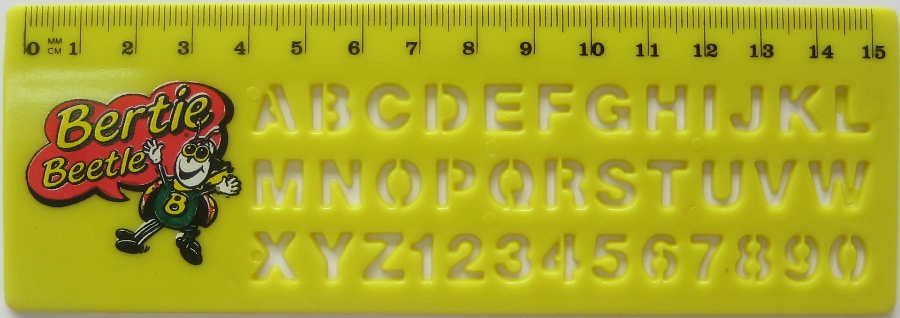 0 MM CM 1 2 3 4 5 6 7 8 9 10 11 12 13 14 15
Bertie
Beetle
B
ABCDEFGHIJKL
MNOPQRSTUVW
XYZ1234567890